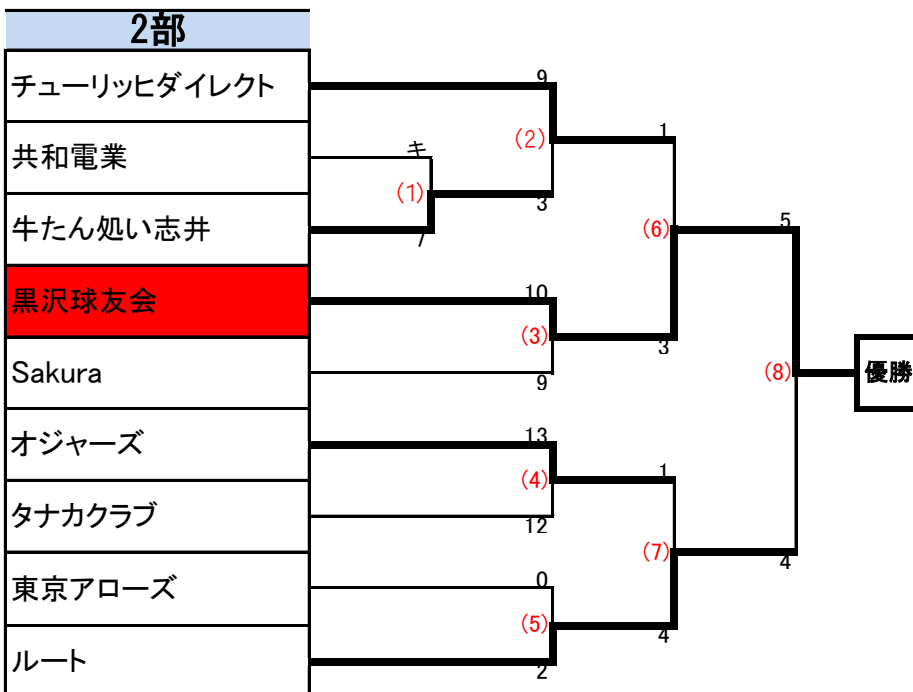 2部
チューリッヒダイレクト
共和電業
牛たん処い志井
黒沢球友会
Sakura
オジャーズ
タナカクラブ
東京アローズ
ルート
9
(2)
1
キ
(1)
3
7
(6)
5
10
(3)
3
9
(8)
優勝
13
(4)
1
12
(7)
4
0
(5)
4
2